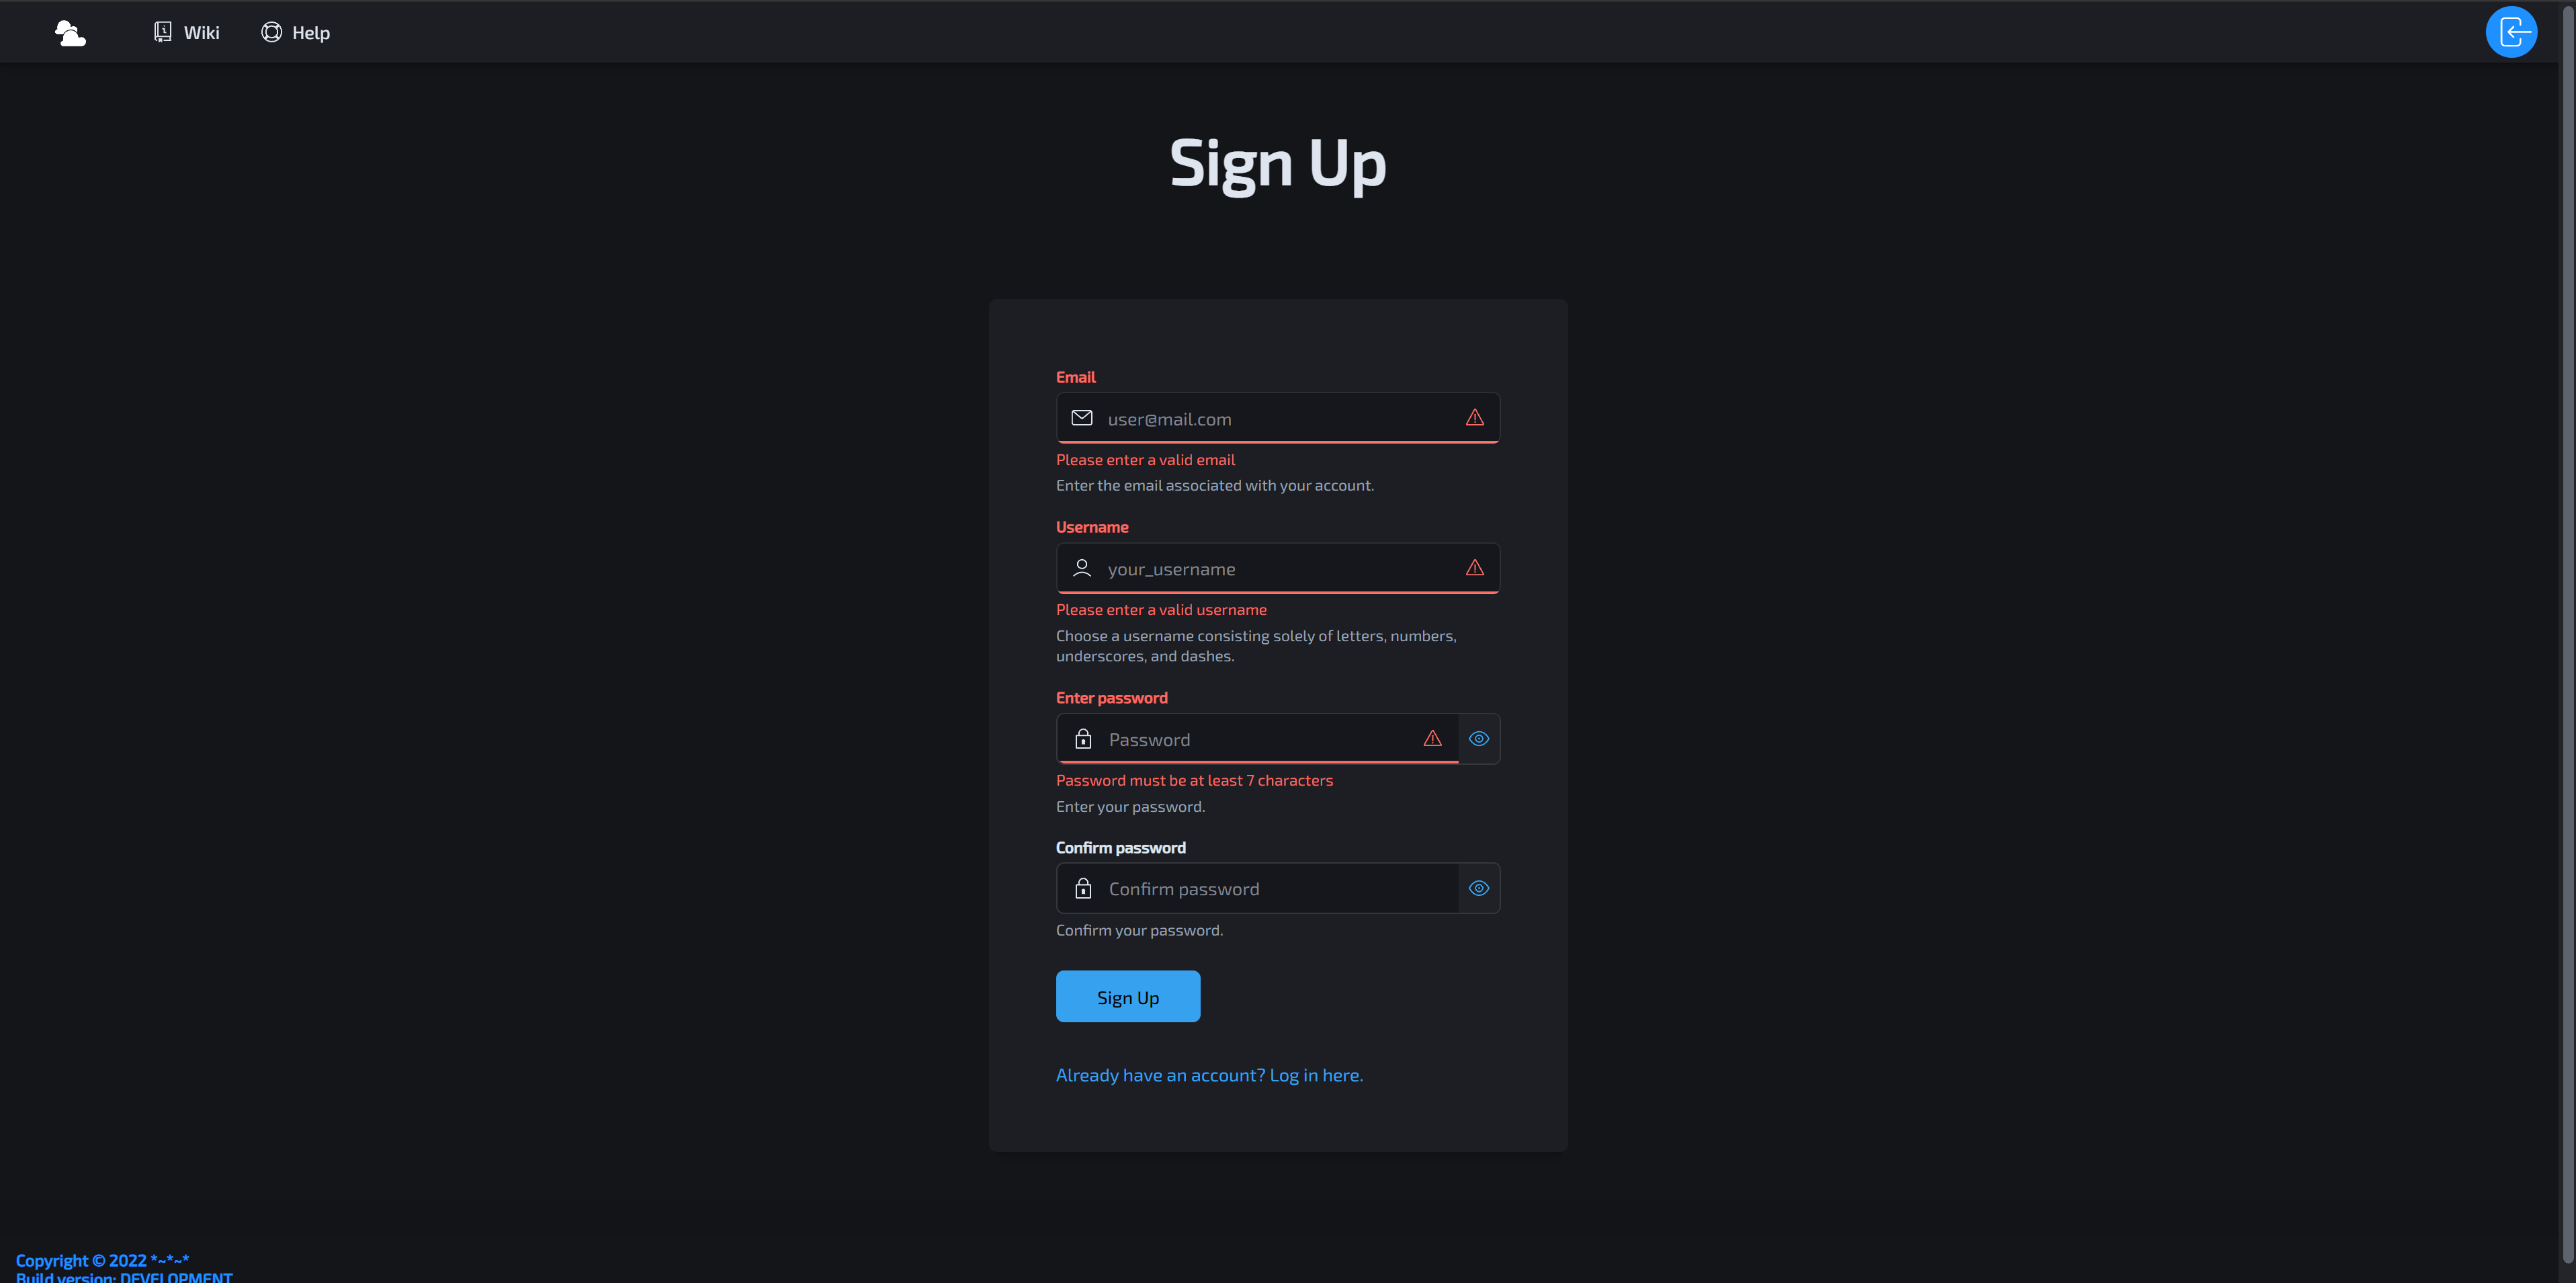 Wiki
Help
Sign Up
Email
user@mail.com
Please enter a valid email
Enter the email associated with your account.
Username
your_username
Please enter a valid username
Choose a username consisting solely of letters, numbers,
underscores, and dashes.
Enter password
Password
Password must be at least 7 characters
Enter your password.
Confirm password
Confirm password
Confirm your password.
Sign Up
Already have an account? Log in here.
Copyright © 2022 *~*~*
Build version: DEVELOPMENT